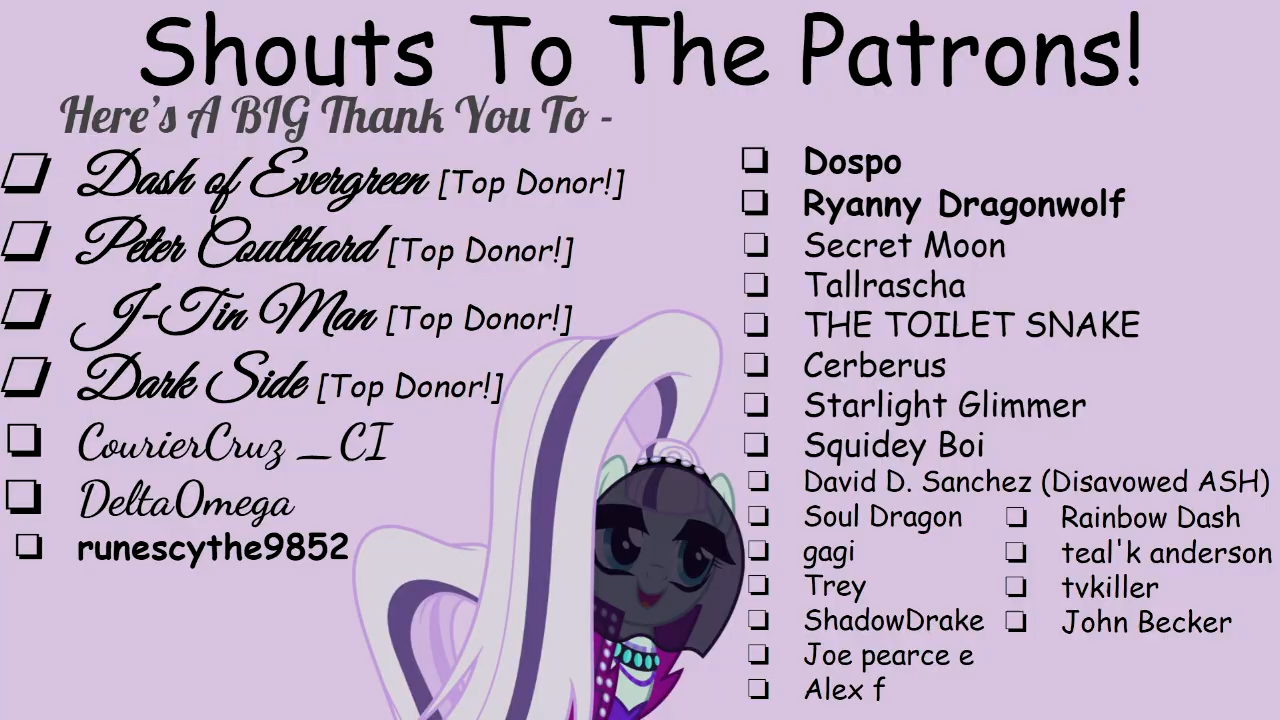 Shouts To The Patrons!
Here's A BIG Thank You To -
Dash of Evergreen [Top Donor!]
Peter Coulthard [Top Donor!]
J-Tin Man [Top Donor!]
Dark Side [Top Donor!]
CourierCruz _ CI
DeltaOmega
runescythe9852
Dospo
Ryanny Dragonwolf
Secret Moon
Tallrascha
THE TOILET SNAKE
Cerberus
Starlight Glimmer
Squidey Boi
David D. Sanchez (Disavowed ASH)
Soul Dragon
gagi
Trey
ShadowDrake
Joe pearce e
Alex f
Rainbow Dash
teal'k anderson
tvkiller
John Becker